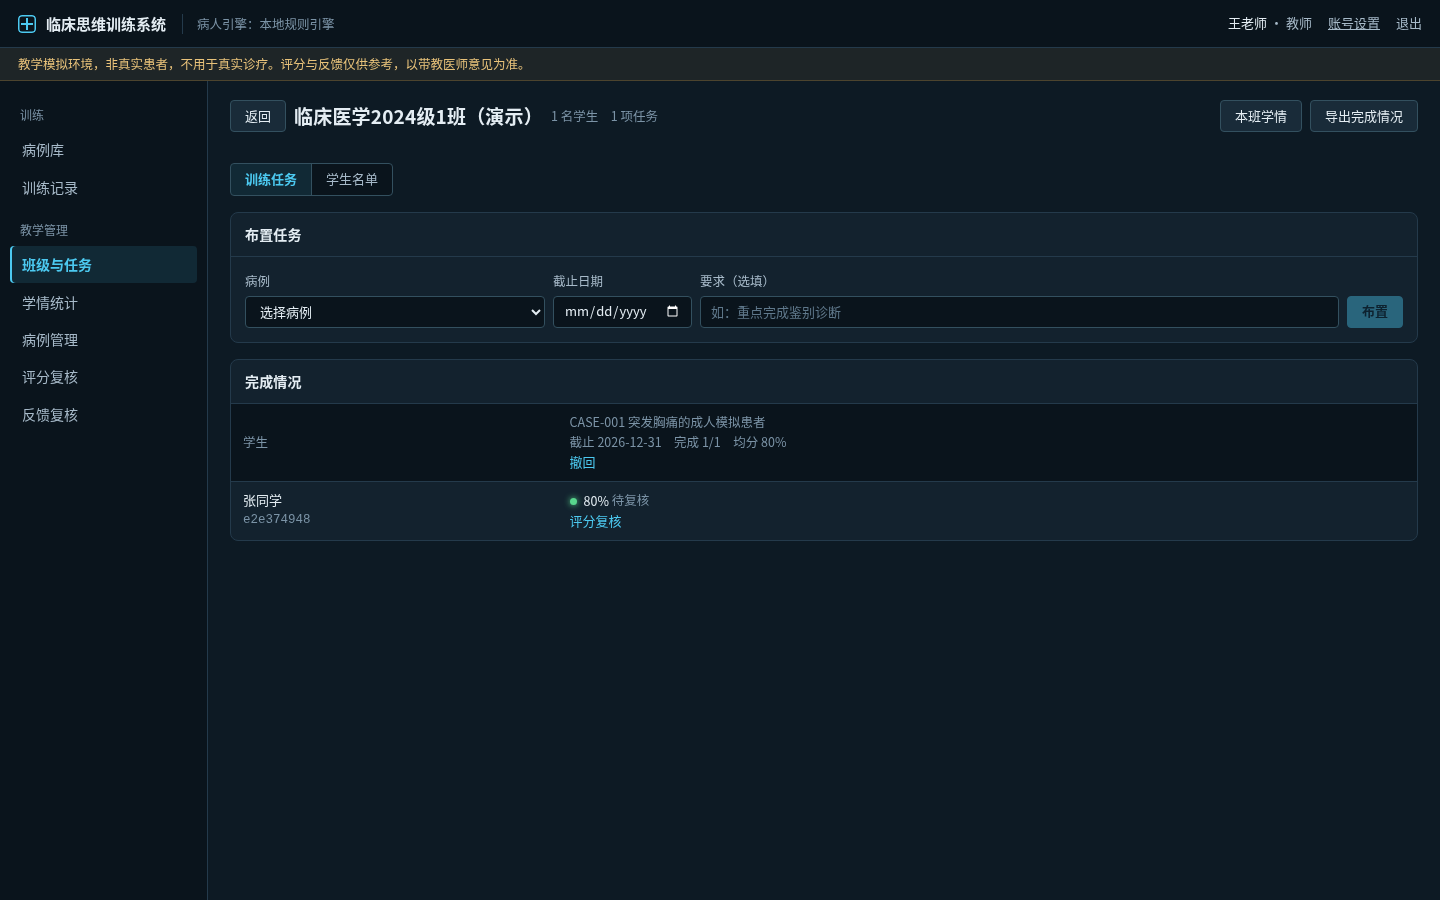 临床思维训练系统
病人引擎：本地规则引擎
王老师 · 教师
账号设置
退出
教学模拟环境，非真实患者，不用于真实诊疗。评分与反馈仅供参考，以带教医师意见为准。
训练
病例库
训练记录
教学管理
班级与任务
学情统计
病例管理
评分复核
反馈复核
返回
临床医学2024级1班（演示）
1 名学生 1 项任务
本班学情
导出完成情况
训练任务
学生名单
布置任务
病例
截止日期
要求（选填）
选择病例
mm/dd/yyyy
如：重点完成鉴别诊断
布置
完成情况
学生
CASE-001 突发胸痛的成人模拟患者
截止 2026-12-31 完成 1/1 均分 80%
撤回
张同学
e2e374948
80% 待复核
评分复核